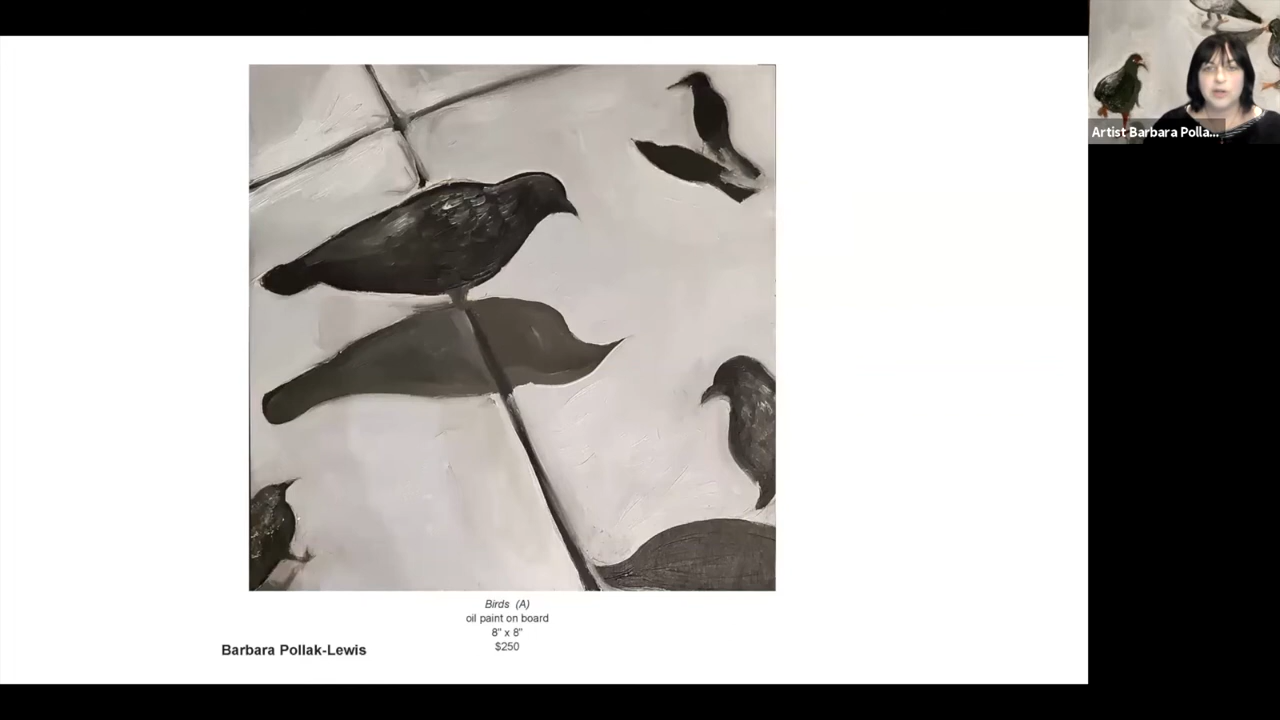 Artist Barbara Polla...
Birds (A)
oil paint on board
8" x 8"
$250
Barbara Pollak-Lewis